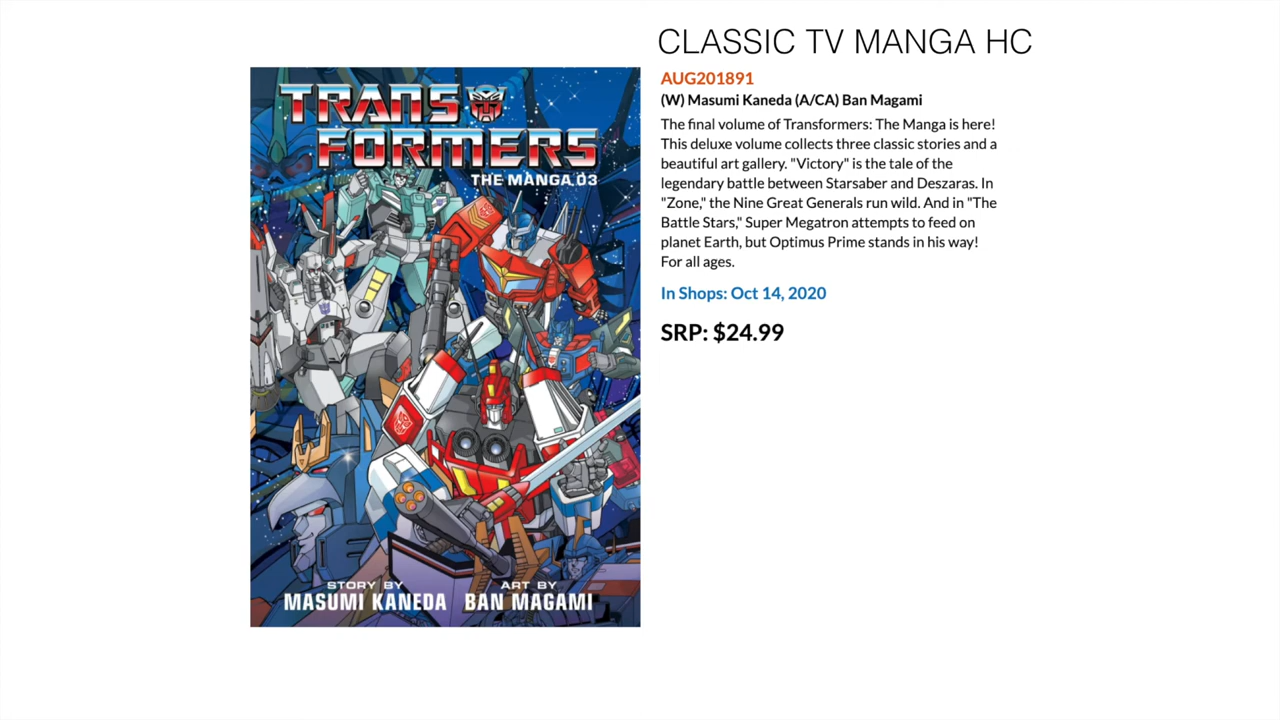 CLASSIC TV MANGA HC
AUG201891
(W) Masumi Kaneda (A/CA) Ban Magami
The final volume of Transformers: The Manga is here!
This deluxe volume collects three classic stories and a
beautiful art gallery. "Victory" is the tale of the
legendary battle between Starsaber and Deszaras. In
"Zone," the Nine Great Generals run wild. And in "The
Battle Stars," Super Megatron attempts to feed on
planet Earth, but Optimus Prime stands in his way!
For all ages.
In Shops: Oct 14, 2020
SRP: $24.99
TRANS
FORMERS
THE MANGA.03
STORY BY
MASUMI KANEDA
ART BY
BAN MAGAMI